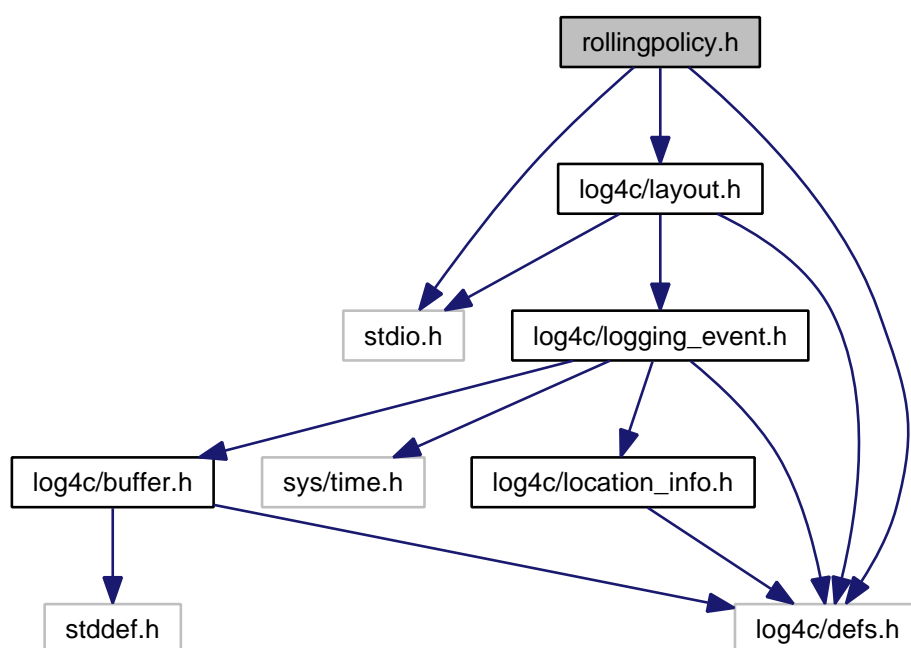 rollingpolicy.h
log4c/layout.h
stdio.h
log4c/logging_event.h
log4c/buffer.h
sys/time.h
log4c/location_info.h
stddef.h
log4c/defs.h